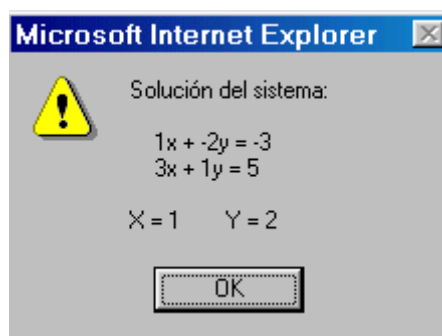 Microsoft Internet Explorer
Solución del sistema:
1x + -2y = -3
3x + 1y = 5
X = 1 Y = 2
OK